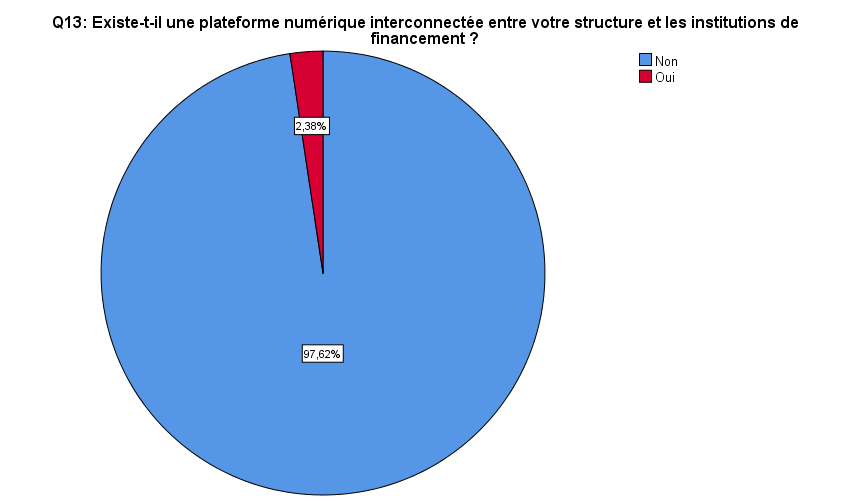 Q13: Existe-t-il une plateforme numérique interconnectée entre votre structure et les institutions de
financement ?
Non
Oui
2,38%
97,62%